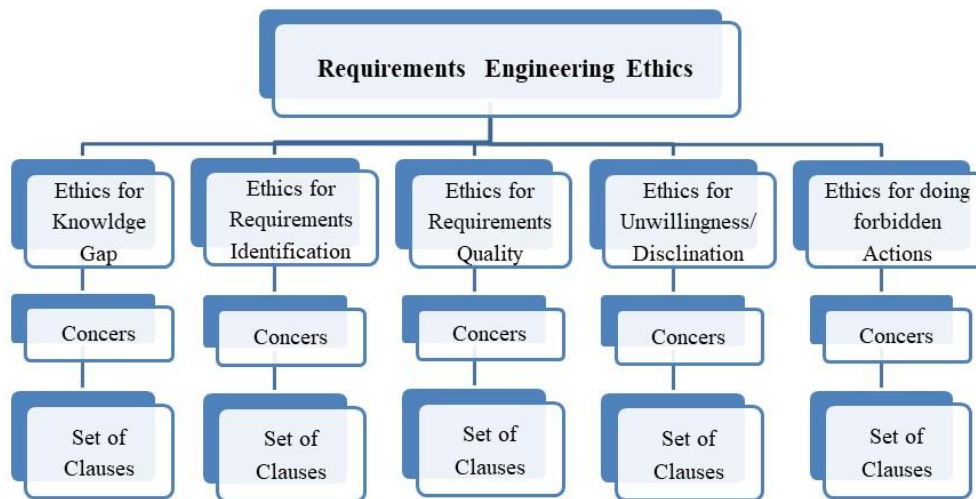 Requirements Engineering Ethics
Ethics for
Knowldge
Gap
Ethics for
Requirements
Identification
Ethics for
Requirements
Quality
Ethics for
Unwillingness/
Disclination
Ethics for doing
forbidden
Actions
Concers
Concers
Concers
Concers
Concers
Set of
Clauses
Set of
Clauses
Set of
Clauses
Set of
Clauses
Set of
Clauses